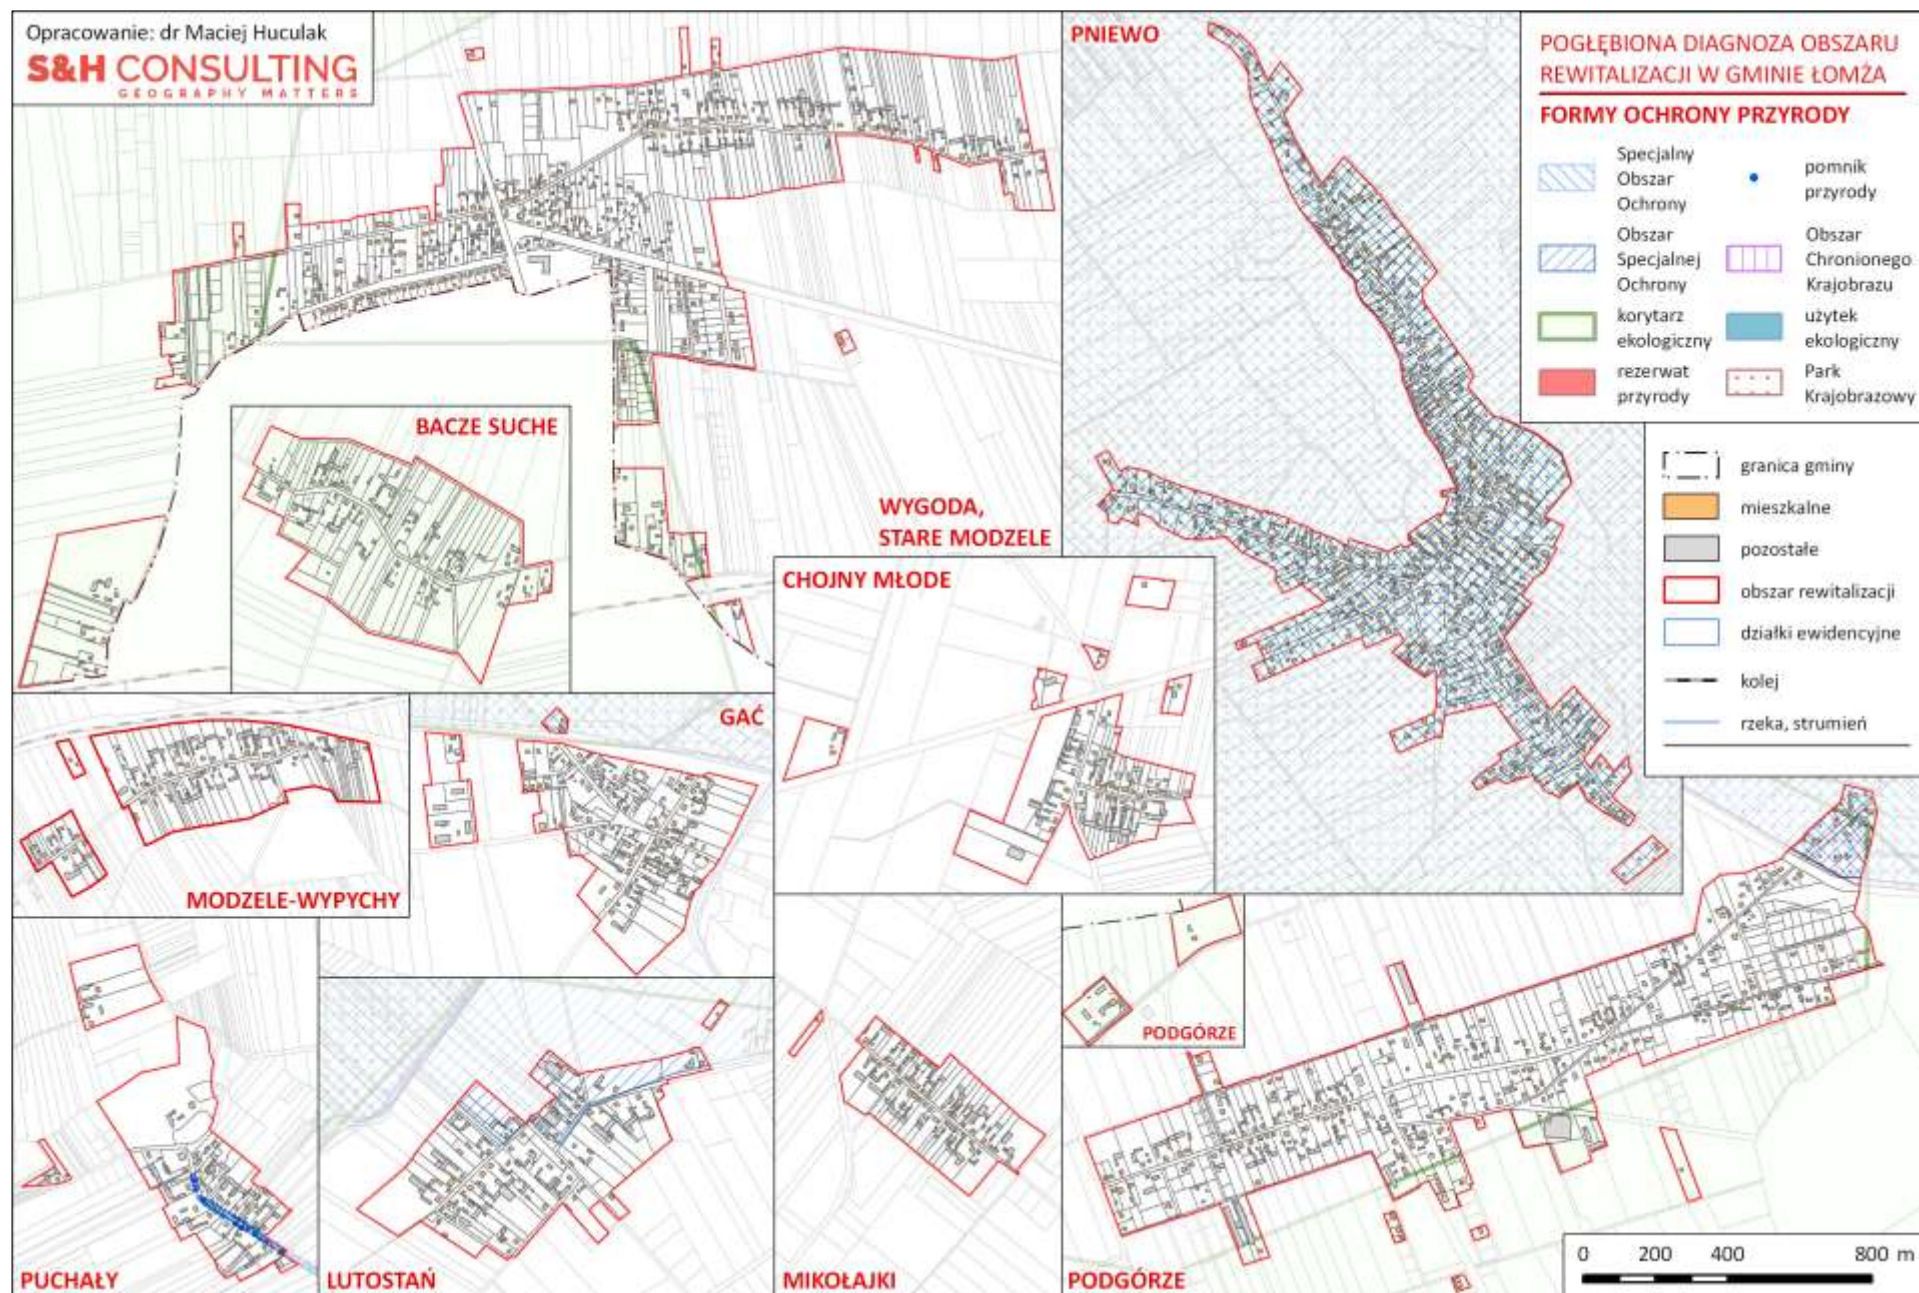 Opracowanie: dr Maciej Huculak
S&H CONSULTING
GEOGRAPHY MATTERS
PNIEWO
POGŁĘBIONA DIAGNOZA OBSZARU
REWITALIZACJI W GMINIE ŁOMŻA
FORMY OCHRONY PRZYRODY
Specjalny
Obszar
Ochrony
pomnik
przyrody
Obszar
Specjalnej
Ochrony
Obszar
Chronionego
Krajobrazu
korytarz
ekologiczny
użytek
ekologiczny
rezerwat
przyrody
Park
Krajobrazowy
granica gminy
mieszkalne
pozostałe
obszar rewitalizacji
działki ewidencyjne
kolej
rzeka, strumień
BACZE SUCHE
WYGODA,
STARE MODZELE
CHOJNY MŁODE
GAĆ
MODZELE-WYPYCHY
PODGÓRZE
PUCHAŁY
LUTOSTAŃ
MIKOŁAJKI
PODGÓRZE
0 200 400 800 m